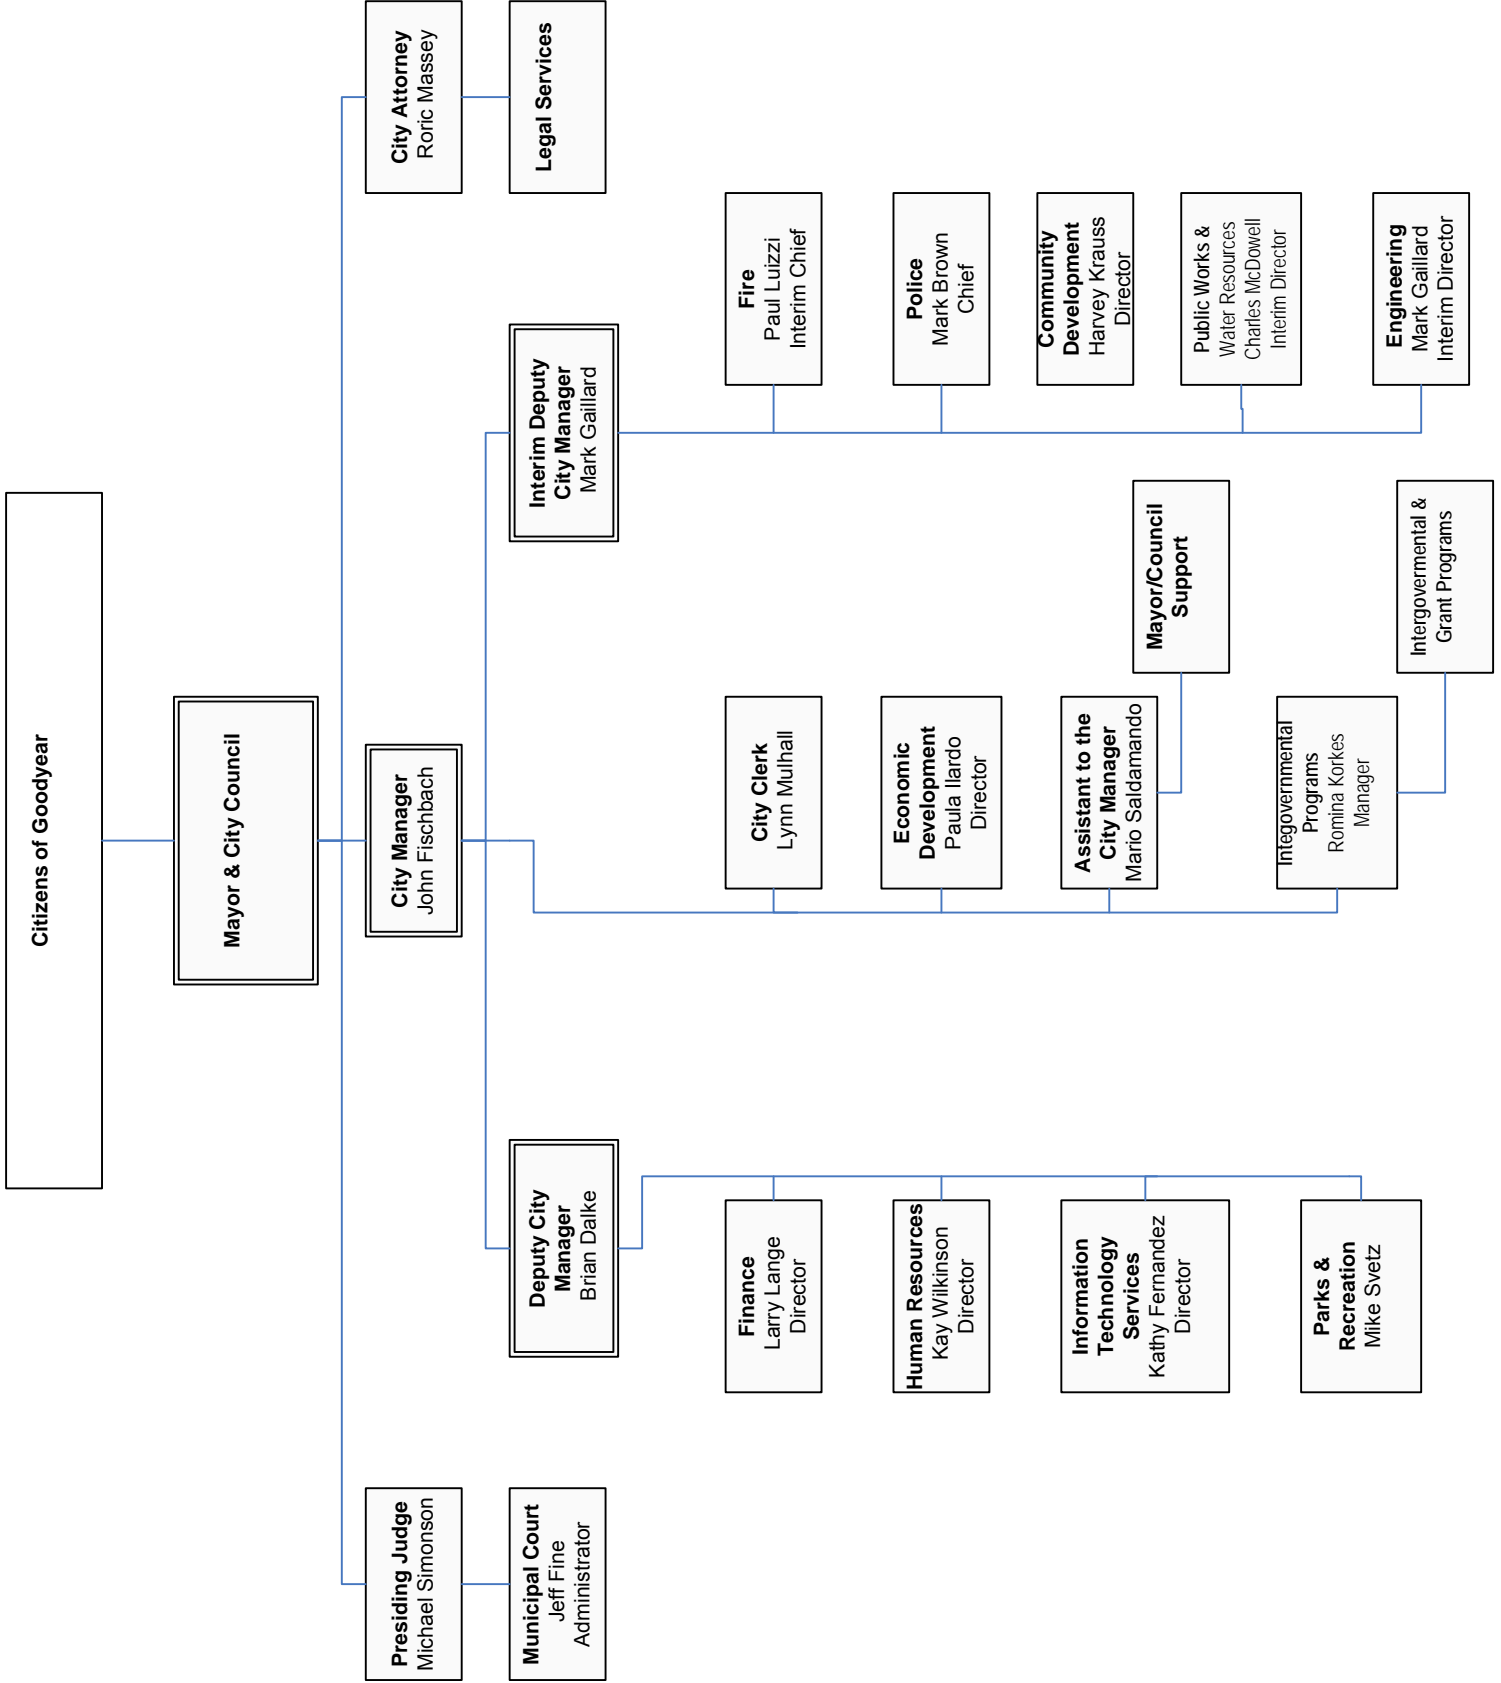 Citizens of Goodyear
Mayor & City Council
Presiding Judge
Michael Simonson
City Manager
John Fischbach
City Attorney
Roric Massey
Municipal Court
Jeff Fine
Administrator
Deputy City
Manager
Brian Dalke
Interim Deputy
City Manager
Mark Gaillard
Legal Services
Finance
Larry Lange
Director
City Clerk
Lynn Mulhall
Fire
Paul Luizzi
Interim Chief
Human Resources
Kay Wilkinson
Director
Economic
Development
Paula Ilardo
Director
Police
Mark Brown
Chief
Information
Technology
Services
Kathy Fernandez
Director
Assistant to the
City Manager
Mario Saldamando
Mayor/Council
Support
Community
Development
Harvey Krauss
Director
Public Works &
Water Resources
Charles McDowell
Interim Director
Parks &
Recreation
Mike Svetz
Integovernmental
Programs
Romina Korkes
Manager
Intergovermental &
Grant Programs
Engineering
Mark Gaillard
Interim Director